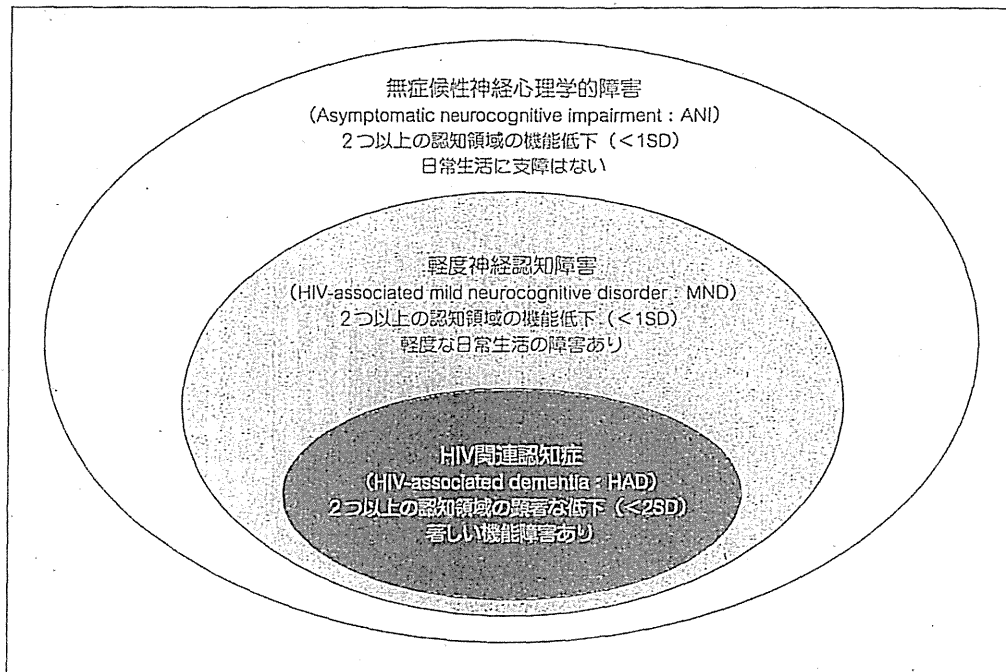 無症候性神経心理学的障害
(Asymptomatic neurocognitive impairment : ANI)
2つ以上の認知領域の機能低下 (<1SD)
日常生活に支障はない
軽度神経認知障害
(HIV-associated mild neurocognitive disorder : MND)
2つ以上の認知領域の機能低下 (<1SD)
軽度な日常生活の障害あり
HIV関連認知症
(HIV-associated dementia : HAD)
2つ以上の認知領域の顕著な低下 (<2SD)
著しい機能障害あり